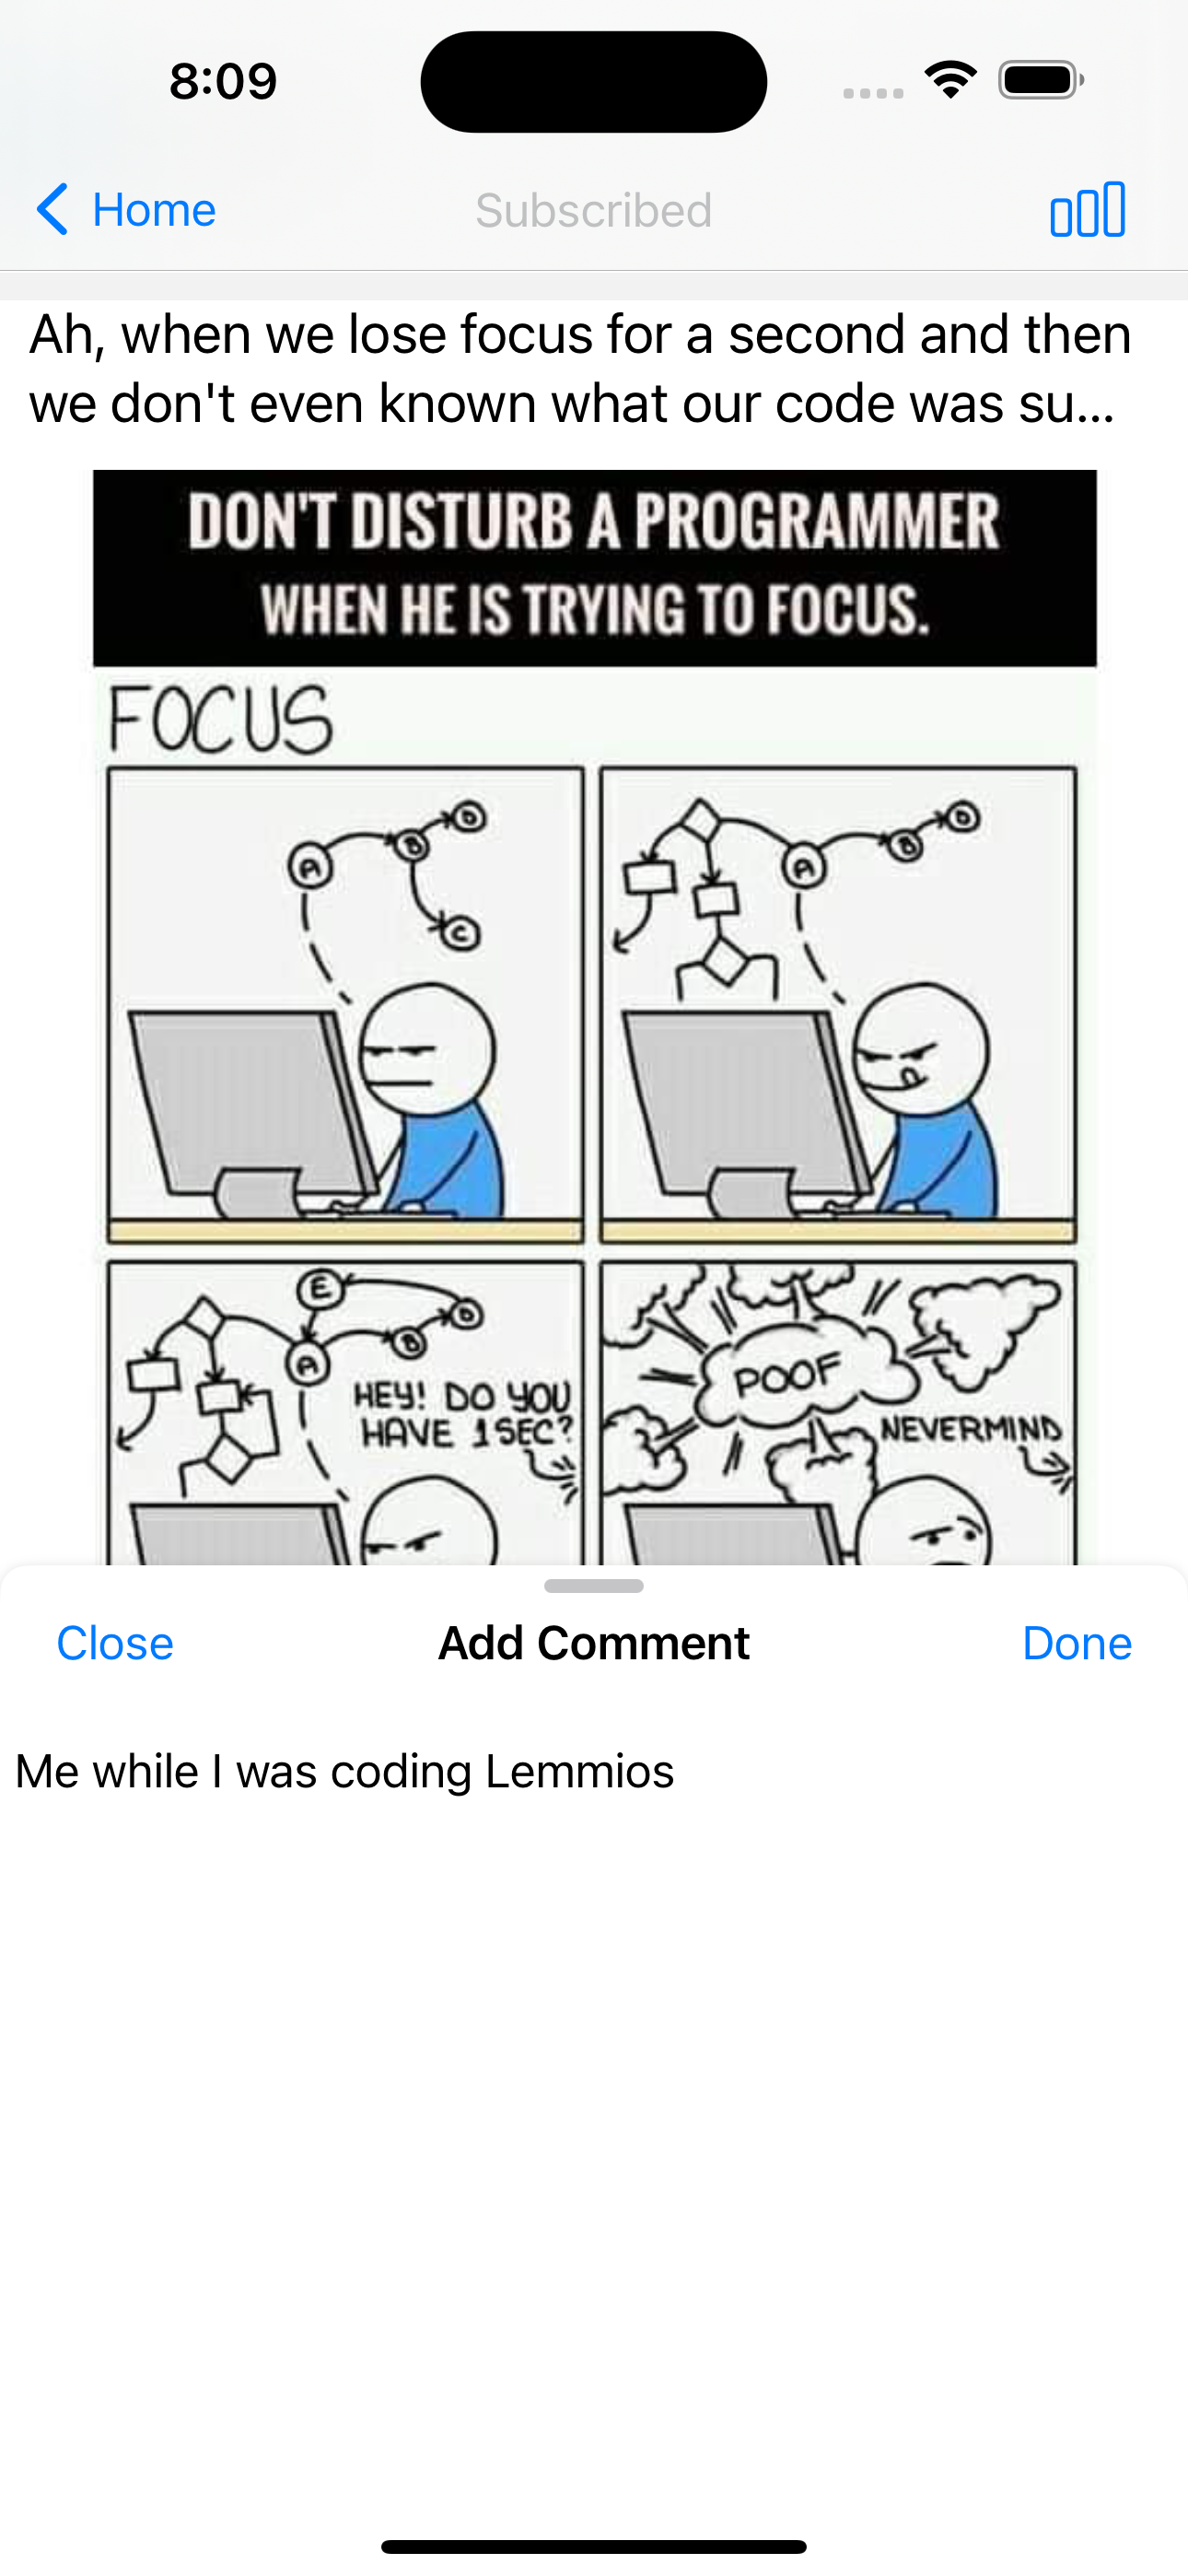 8:09
Home
Subscribed
Ah, when we lose focus for a second and then
we don't even known what our code was su...
DON'T DISTURB A PROGRAMMER
WHEN HE IS TRYING TO FOCUS.
FOCUS
A
B
D
C
A
B
D
E
A
B
D
HEY! DO YOU
HAVE 1 SEC?
POOF
NEVERMIND
Close
Add Comment
Done
Me while I was coding Lemmios